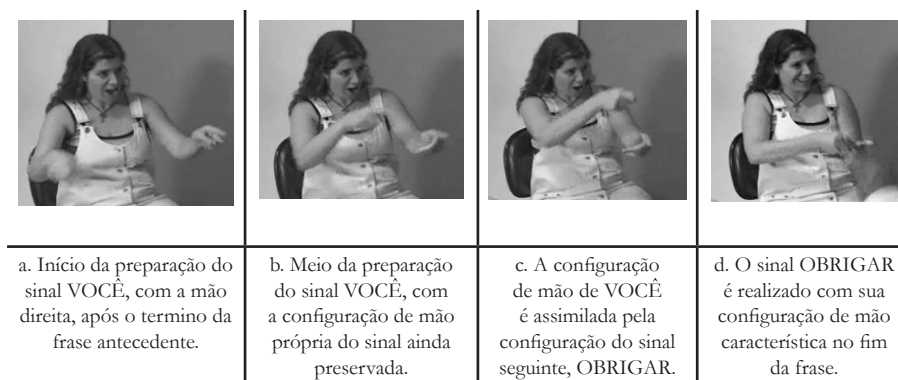 a. Início da preparação do
sinal VOCÊ, com a mão
direita, após o termino da
frase antecedente.
b. Meio da preparação
do sinal VOCÊ, com
a configuração de mão
própria do sinal ainda
preservada.
c. A configuração
de mão de VOCÊ
é assimilada pela
configuração do sinal
seguinte, OBRIGAR.
d. O sinal OBRIGAR
é realizado com sua
configuração de mão
característica no fim
da frase.